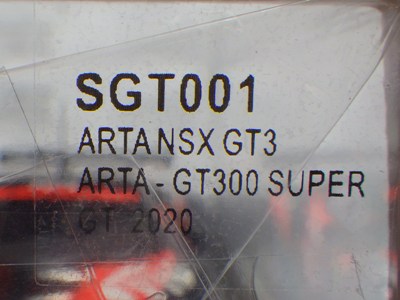 SGT001
ARTA NSX GT3
ARTA - GT300 SUPER
GT 2020